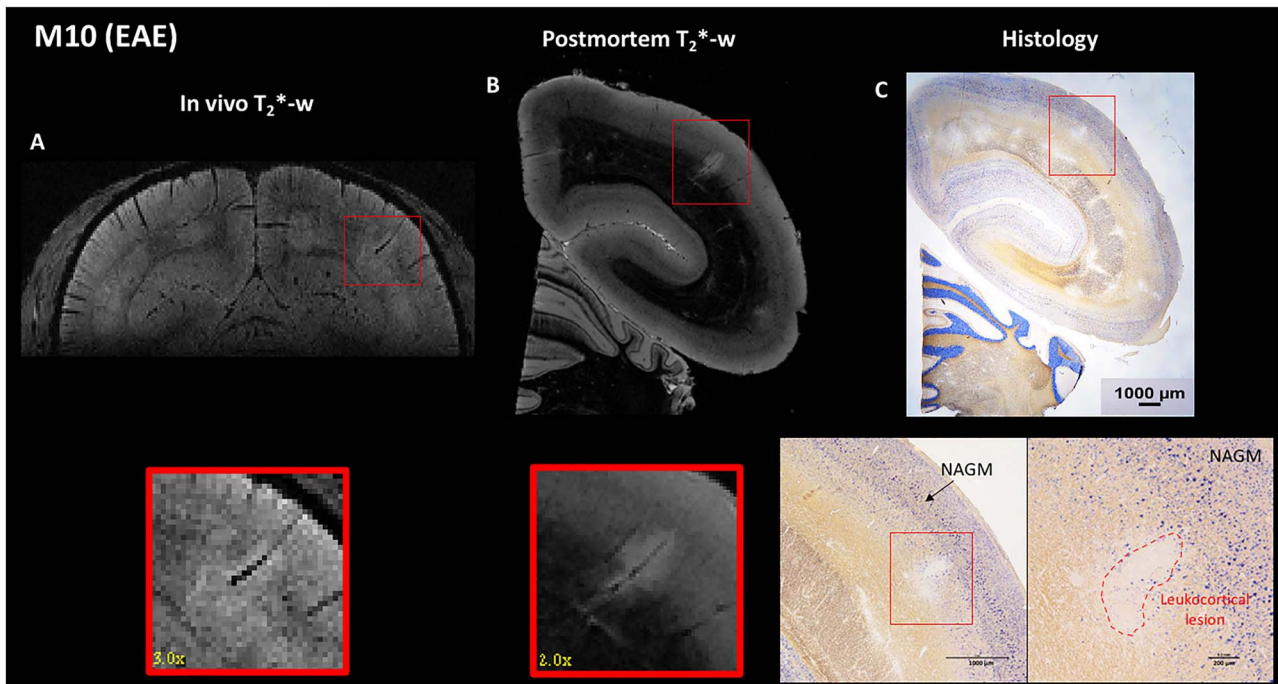 M10 (EAE)
Postmortem T₂*-w
Histology
In vivo T₂*-w
A
B
C
1000 µm
3.0x
2.0x
NAGM
1000 µm
NAGM
Leukocortical
lesion
200 µm